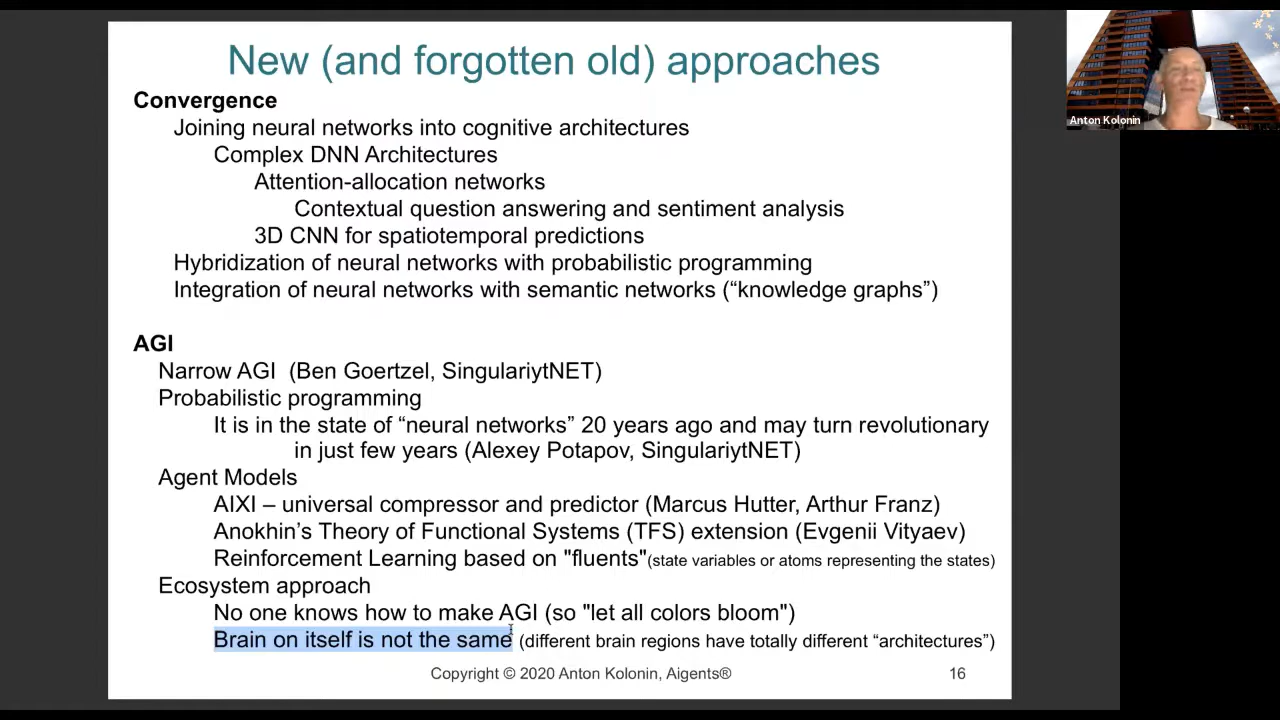 New (and forgotten old) approaches
Anton Kolonin
Convergence
Joining neural networks into cognitive architectures
Complex DNN Architectures
Attention-allocation networks
Contextual question answering and sentiment analysis
3D CNN for spatiotemporal predictions
Hybridization of neural networks with probabilistic programming
Integration of neural networks with semantic networks (“knowledge graphs”)
AGI
Narrow AGI (Ben Goertzel, SingulariytNET)
Probabilistic programming
It is in the state of “neural networks” 20 years ago and may turn revolutionary
in just few years (Alexey Potapov, SingulariytNET)
Agent Models
AIXI – universal compressor and predictor (Marcus Hutter, Arthur Franz)
Anokhin’s Theory of Functional Systems (TFS) extension (Evgenii Vityaev)
Reinforcement Learning based on "fluents"(state variables or atoms representing the states)
Ecosystem approach
No one knows how to make AGI (so "let all colors bloom")
Brain on itself is not the same (different brain regions have totally different “architectures”)
Copyright © 2020 Anton Kolonin, Aigents®
16